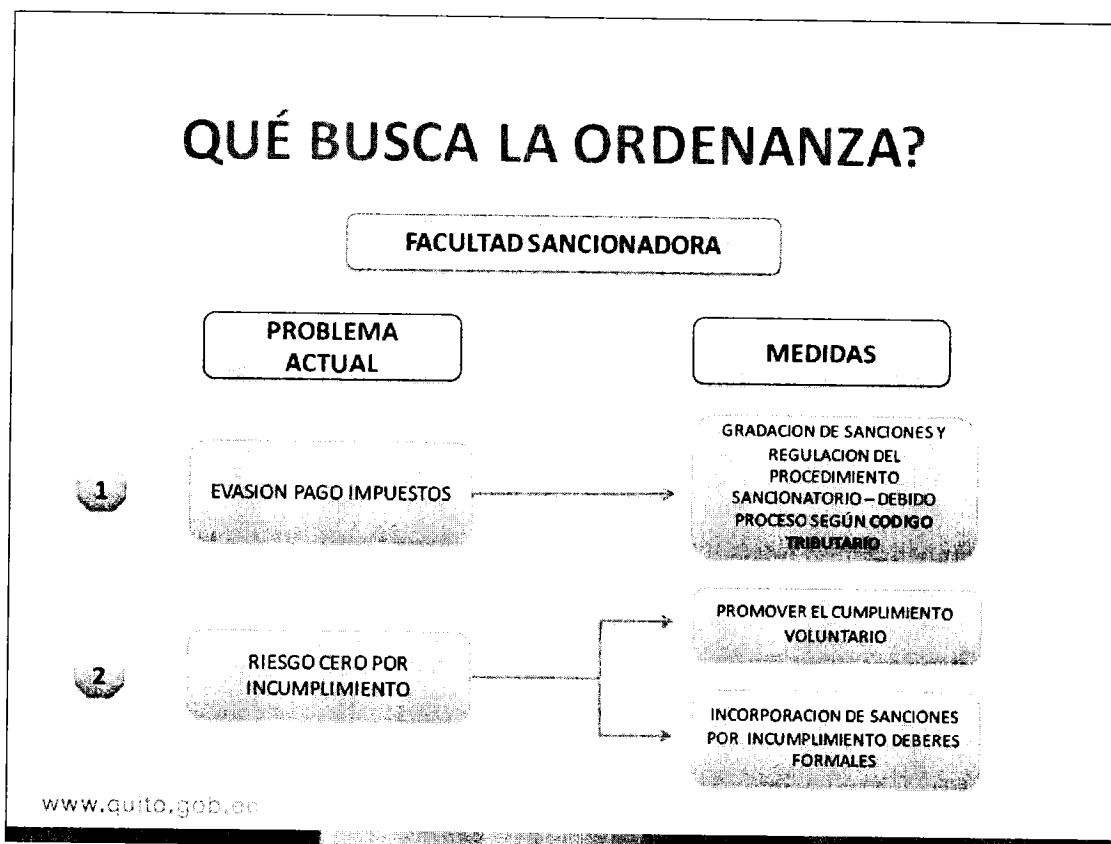 QUÉ BUSCA LA ORDENANZA?
FACULTAD SANCIONADORA
PROBLEMA
ACTUAL
MEDIDAS
1
EVASION PAGO IMPUESTOS
GRADACION DE SANCIONES Y
REGULACION DEL
PROCEDIMIENTO
SANCIONATORIO – DEBIDO
PROCESO SEGÚN CODIGO
TRIBUTARIO
2
RIESGO CERO POR
INCUMPLIMIENTO
PROMOVER EL CUMPLIMIENTO
VOLUNTARIO
INCORPORACION DE SANCIONES
POR INCUMPLIMIENTO DEBERES
FORMALES
www.quito.gob.ec